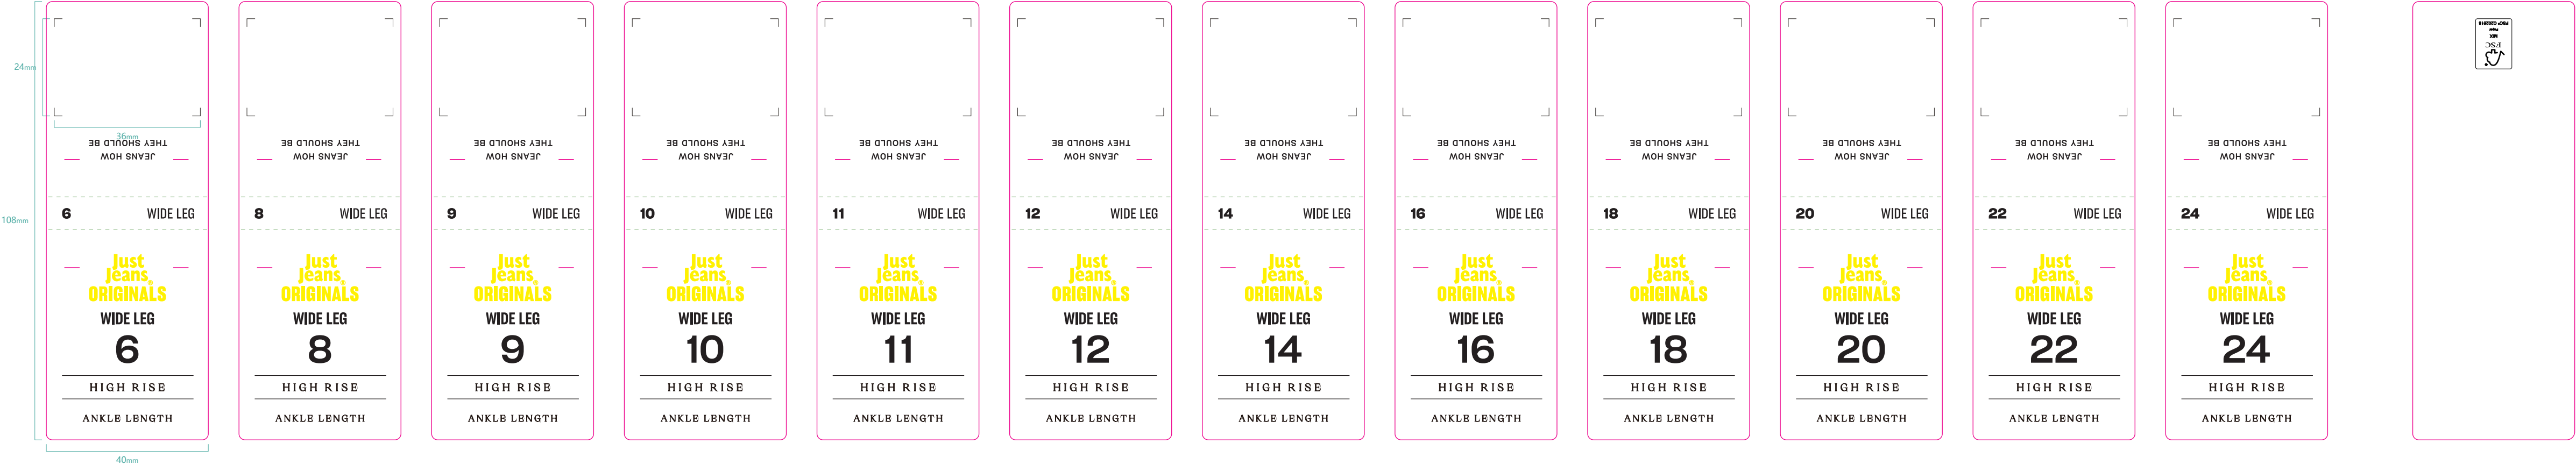 24mm
36mm
108mm
40mm
THEY SHOULD BE
JEANS HOW
6 WIDE LEG
Just
Jeans®
ORIGINALS
WIDE LEG
6
HIGH RISE
ANKLE LENGTH
THEY SHOULD BE
JEANS HOW
8 WIDE LEG
Just
Jeans®
ORIGINALS
WIDE LEG
8
HIGH RISE
ANKLE LENGTH
THEY SHOULD BE
JEANS HOW
9 WIDE LEG
Just
Jeans®
ORIGINALS
WIDE LEG
9
HIGH RISE
ANKLE LENGTH
THEY SHOULD BE
JEANS HOW
10 WIDE LEG
Just
Jeans®
ORIGINALS
WIDE LEG
10
HIGH RISE
ANKLE LENGTH
THEY SHOULD BE
JEANS HOW
11 WIDE LEG
Just
Jeans®
ORIGINALS
WIDE LEG
11
HIGH RISE
ANKLE LENGTH
THEY SHOULD BE
JEANS HOW
12 WIDE LEG
Just
Jeans®
ORIGINALS
WIDE LEG
12
HIGH RISE
ANKLE LENGTH
THEY SHOULD BE
JEANS HOW
14 WIDE LEG
Just
Jeans®
ORIGINALS
WIDE LEG
14
HIGH RISE
ANKLE LENGTH
THEY SHOULD BE
JEANS HOW
16 WIDE LEG
Just
Jeans®
ORIGINALS
WIDE LEG
16
HIGH RISE
ANKLE LENGTH
THEY SHOULD BE
JEANS HOW
18 WIDE LEG
Just
Jeans®
ORIGINALS
WIDE LEG
18
HIGH RISE
ANKLE LENGTH
THEY SHOULD BE
JEANS HOW
20 WIDE LEG
Just
Jeans®
ORIGINALS
WIDE LEG
20
HIGH RISE
ANKLE LENGTH
THEY SHOULD BE
JEANS HOW
22 WIDE LEG
Just
Jeans®
ORIGINALS
WIDE LEG
22
HIGH RISE
ANKLE LENGTH
THEY SHOULD BE
JEANS HOW
24 WIDE LEG
Just
Jeans®
ORIGINALS
WIDE LEG
24
HIGH RISE
ANKLE LENGTH
FSC
MIX
Paper